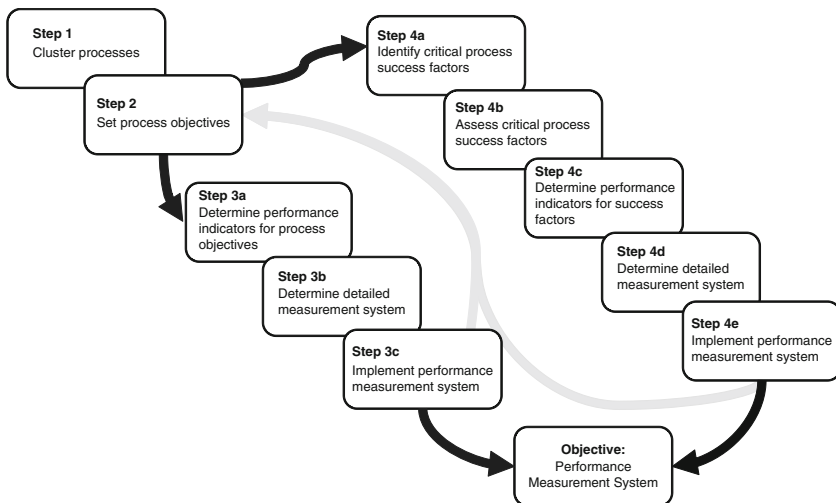 Step 1
Cluster processes
Step 2
Set process objectives
Step 3a
Determine performance
indicators for process
objectives
Step 3b
Determine detailed
measurement system
Step 3c
Implement performance
measurement system
Step 4a
Identify critical process
success factors
Step 4b
Assess critical process
success factors
Step 4c
Determine performance
indicators for success
factors
Step 4d
Determine detailed
measurement system
Step 4e
Implement performance
measurement system
Objective:
Performance
Measurement System